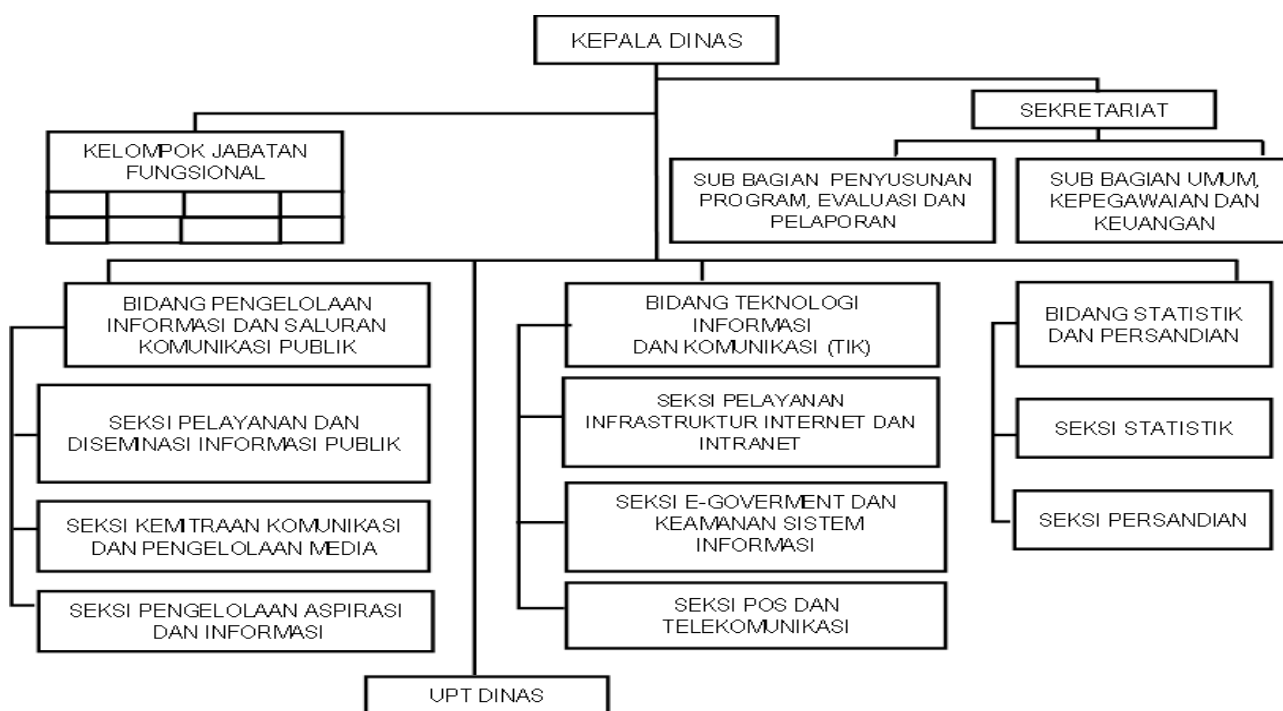 KEPALA DINAS
SEKRETARIAT
KELOMPOK JABATAN
FUNGSIONAL
SUB BAGIAN PENYUSUNAN
PROGRAM, EVALUASI DAN
PELAPORAN
SUB BAGIAN UMUM,
KEPEGAWAIAN DAN
KEUANGAN
BIDANG PENGELOLAAN
INFORMASI DAN SALURAN
KOMUNIKASI PUBLIK
SEKSI PELAYANAN DAN
DISEMINASI INFORMASI PUBLIK
SEKSI KEMITRAAN KOMUNIKASI
DAN PENGELOLAAN MEDIA
SEKSI PENGELOLAAN ASPIRASI
DAN INFORMASI
BIDANG TEKNOLOGI
INFORMASI
DAN KOMUNIKASI (TIK)
SEKSI PELAYANAN
INFRASTRUKTUR INTERNET DAN
INTRANET
SEKSI E-GOVERMENT DAN
KEAMANAN SISTEM
INFORMASI
SEKSI POS DAN
TELEKOMUNIKASI
BIDANG STATISTIK
DAN PERSANDIAN
SEKSI STATISTIK
SEKSI PERSANDIAN
UPT DINAS